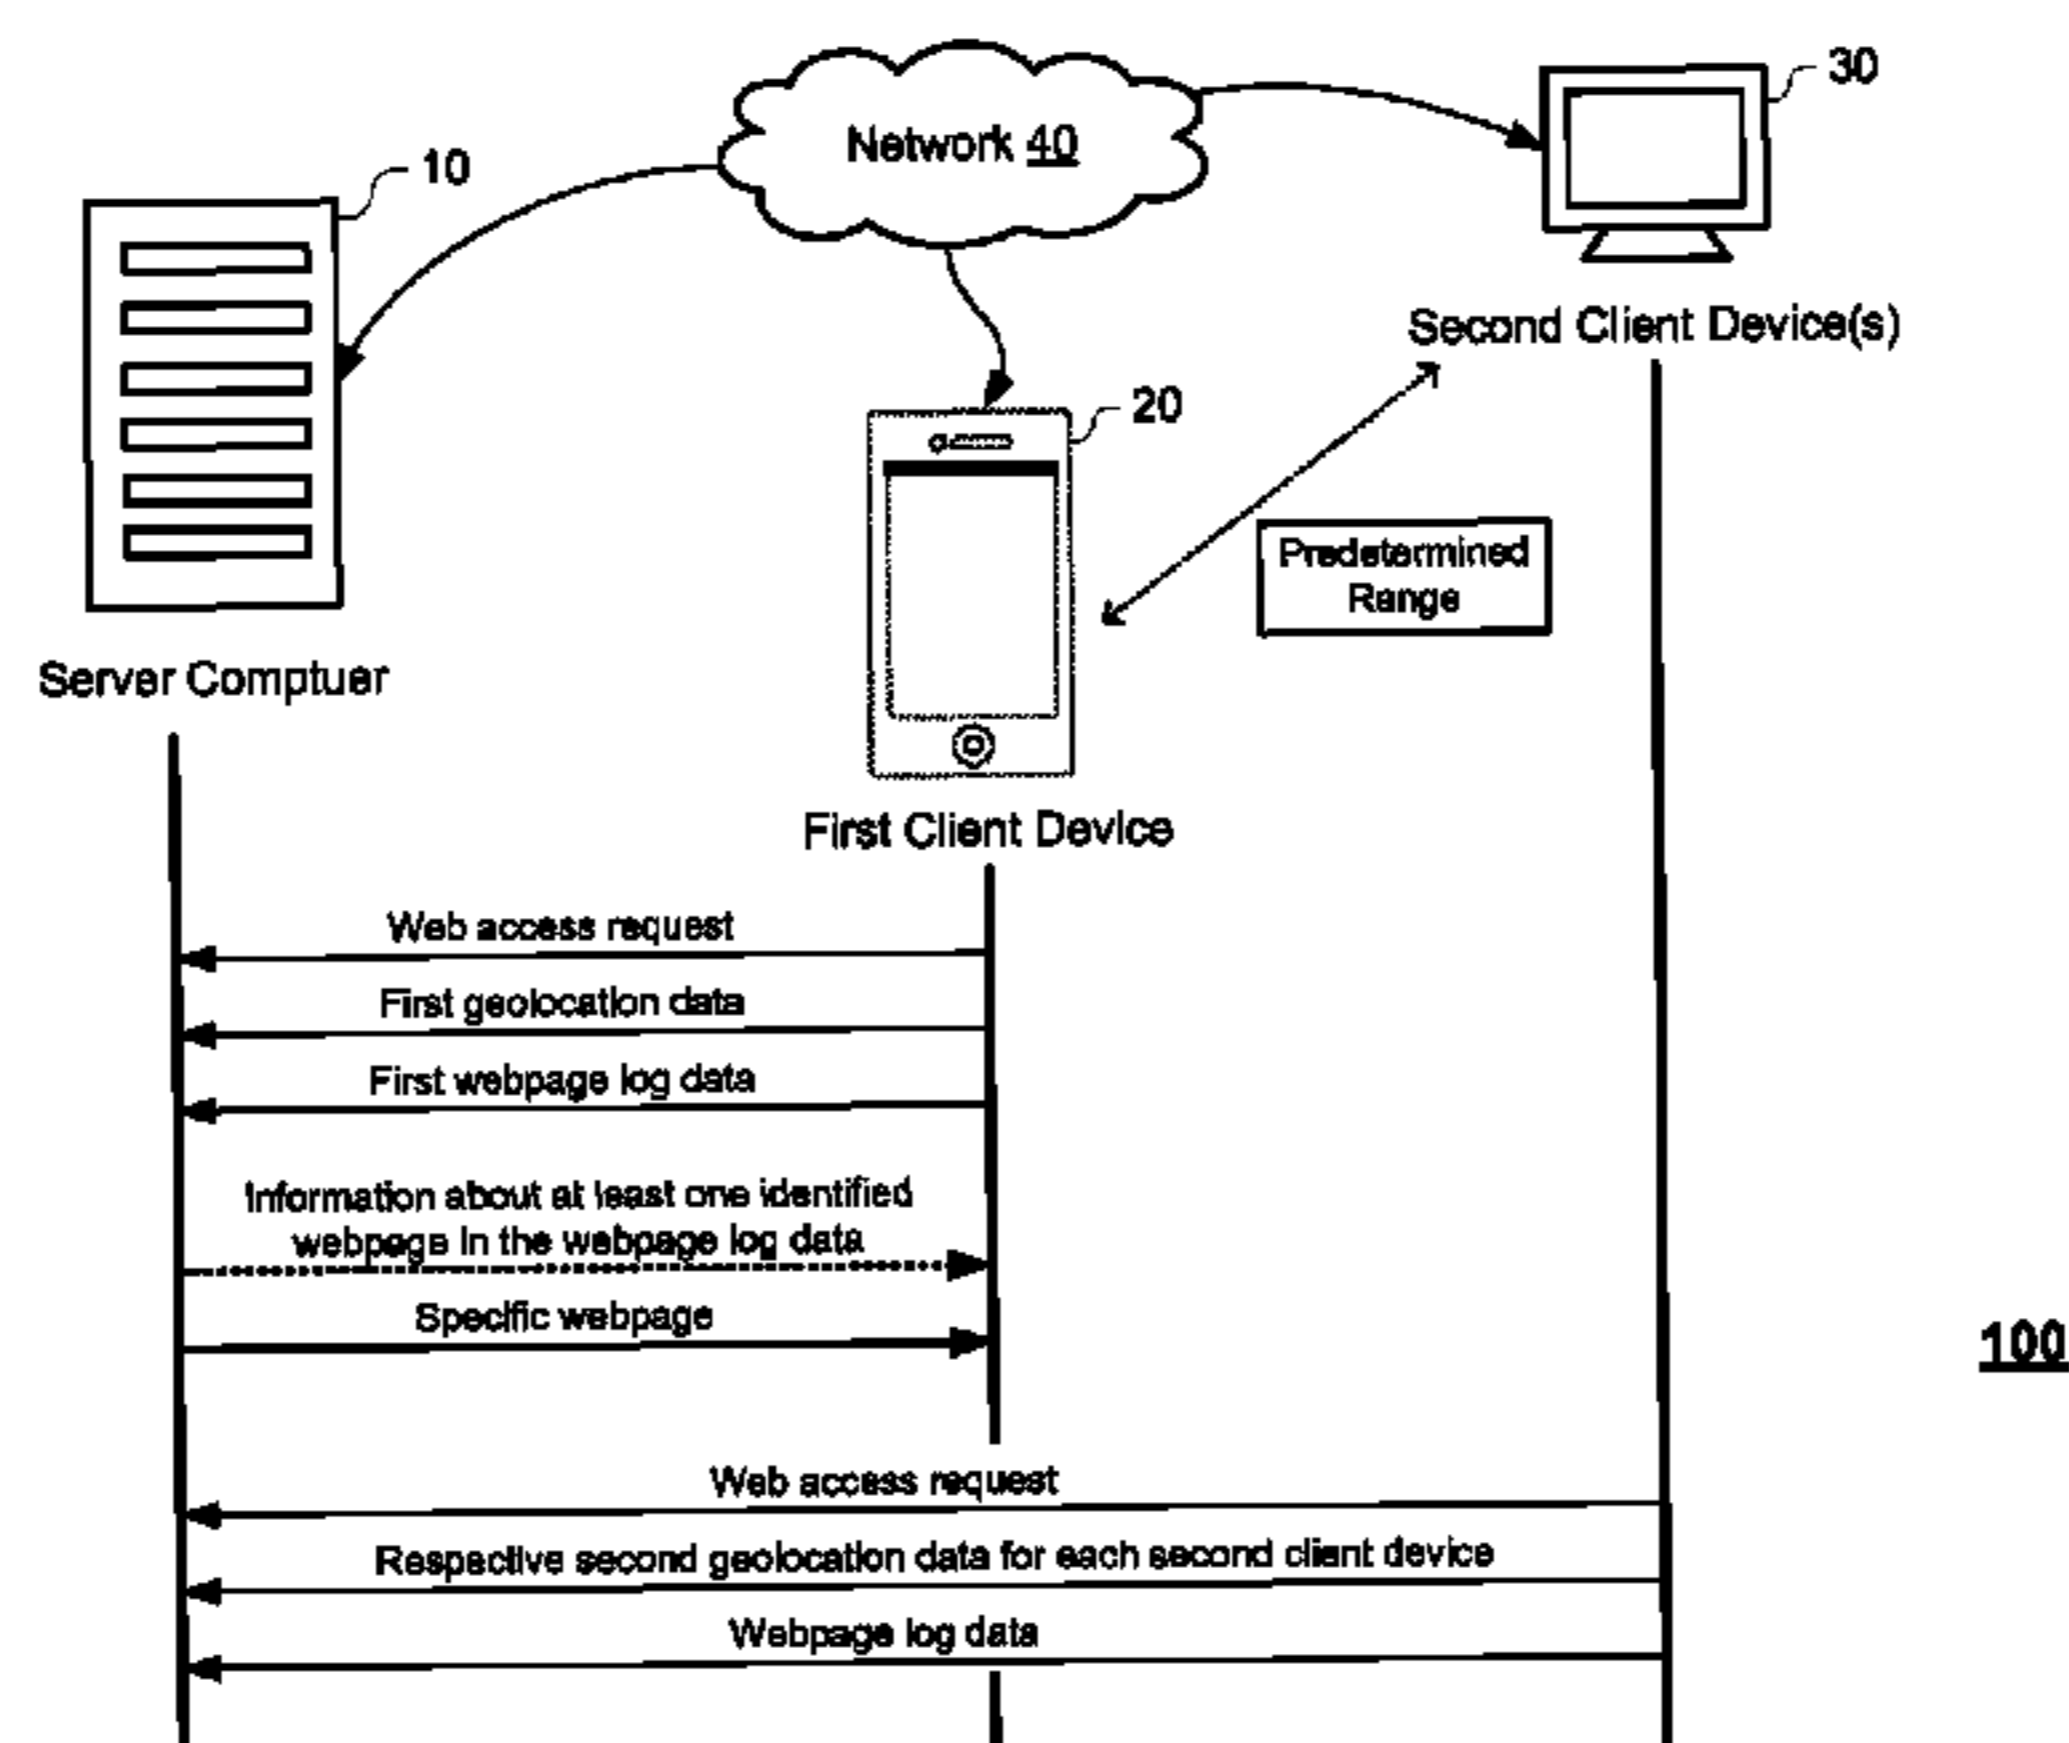 30
Network 40
10
Second Client Device(s)
20
Predetermined
Range
Server Comptuer
First Client Device
Web access request
First geolocation data
First webpage log data
Information about at least one identified
webpage in the webpage log data
Specific webpage
100
Web access request
Respective second geolocation data for each second client device
Webpage log data